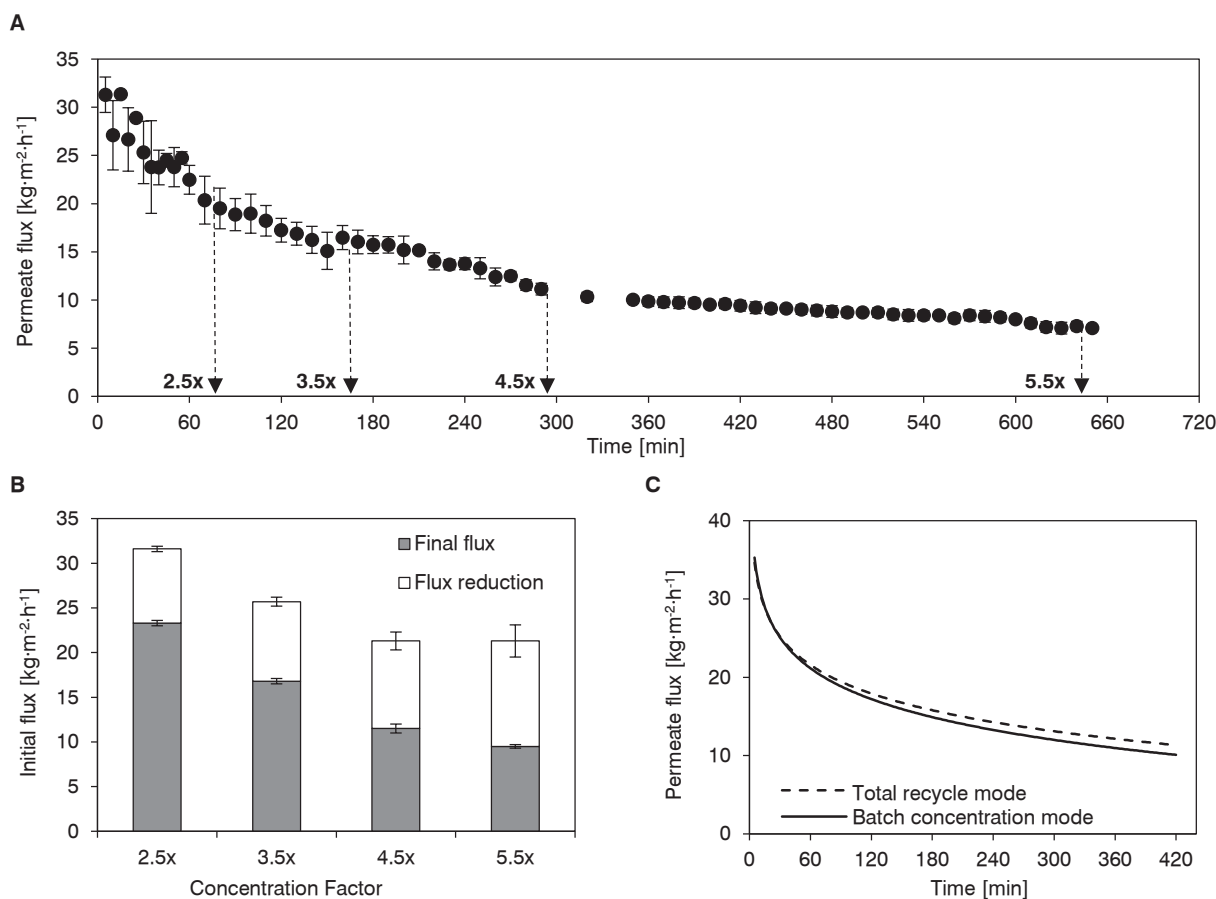 A
Permeate flux [kg·m-2·h-1]
35
30
25
20
15
10
5
0
2.5x
3.5x
4.5x
5.5x
0 60 120 180 240 300 360 420 480 540 600 660 720
Time [min]
B
Initial flux [kg·m-2·h-1]
35
30
25
20
15
10
5
0
Final flux
Flux reduction
2.5x 3.5x 4.5x 5.5x
Concentration Factor
C
Permeate flux [kg·m-2·h-1]
40
30
20
10
0
Total recycle mode
Batch concentration mode
0 60 120 180 240 300 360 420
Time [min]